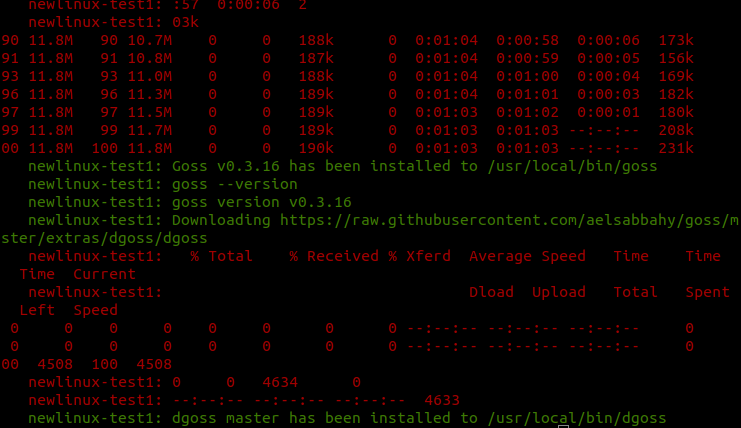 newlinux-test1: :57  0:00:06  2
newlinux-test1: 03k
90 11.8M   90 10.7M    0     0   188k      0  0:01:04  0:00:58  0:00:06  173k
91 11.8M   91 10.8M    0     0   187k      0  0:01:04  0:00:59  0:00:05  156k
93 11.8M   93 11.0M    0     0   188k      0  0:01:04  0:01:00  0:00:04  169k
96 11.8M   96 11.3M    0     0   189k      0  0:01:04  0:01:01  0:00:03  182k
97 11.8M   97 11.5M    0     0   189k      0  0:01:03  0:01:02  0:00:01  180k
99 11.8M   99 11.7M    0     0   189k      0  0:01:03  0:01:03 --:--:--  208k
00 11.8M  100 11.8M    0     0   190k      0  0:01:03  0:01:03 --:--:--  231k
newlinux-test1: Goss v0.3.16 has been installed to /usr/local/bin/goss
newlinux-test1: goss --version
newlinux-test1: goss version v0.3.16
newlinux-test1: Downloading https://raw.githubusercontent.com/aelsabbahy/goss/m
ster/extras/dgoss/dgoss
newlinux-test1:   % Total    % Received % Xferd  Average Speed   Time    Time
Time  Current
newlinux-test1:                                  Dload  Upload   Total   Spent
Left  Speed
0     0    0     0    0     0      0      0 --:--:-- --:--:-- --:--:--     0
0     0    0     0    0     0      0      0 --:--:-- --:--:-- --:--:--     0
00  4508  100  4508
newlinux-test1: 0     0   4634      0
newlinux-test1: --:--:-- --:--:-- --:--:--  4633
newlinux-test1: dgoss master has been installed to /usr/local/bin/dgoss